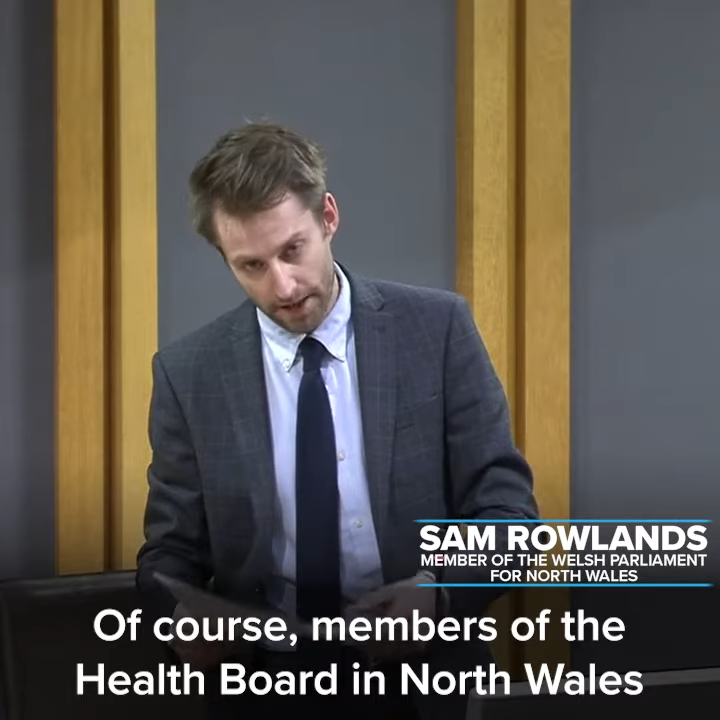 SAM ROWLANDS
MEMBER OF THE WELSH PARLIAMENT
FOR NORTH WALES
Of course, members of the
Health Board in North Wales